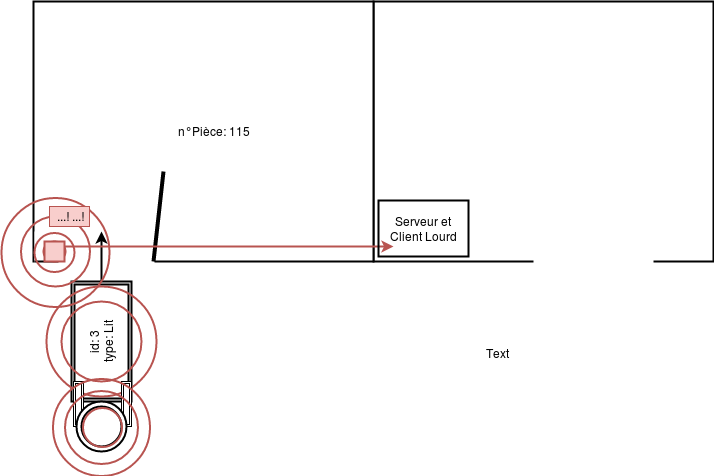 n°Pièce: 115
...! ...!
Serveur et
Client Lourd
id: 3
type: Lit
Text